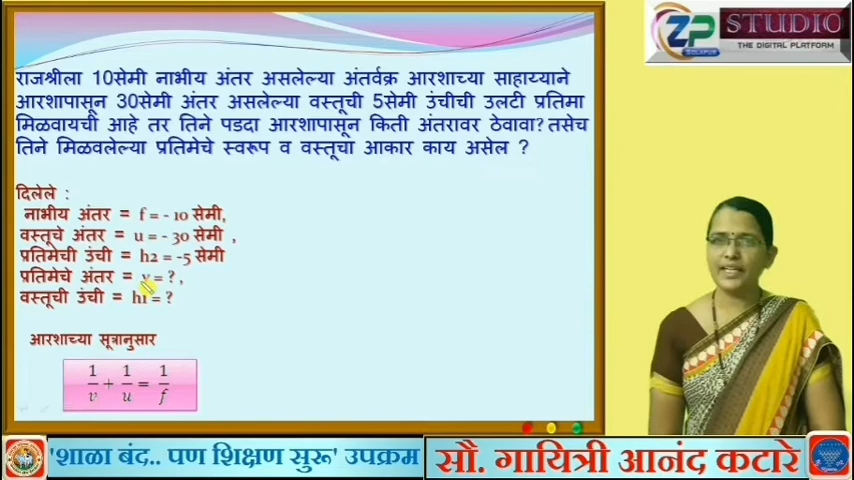 ZP
SOLAPUR
STUDIO
THE DIGITAL PLATFORM
राजश्रीला 10सेमी नाभीय अंतर असलेल्या अंतर्वक्र आरशाच्या साहाय्याने
आरशापासून 30सेमी अंतर असलेल्या वस्तूची 5सेमी उंचीची उलटी प्रतिमा
मिळवायची आहे तर तिने पडदा आरशापासून किती अंतरावर ठेवावा? तसेच
तिने मिळवलेल्या प्रतिमेचे स्वरूप व वस्तूचा आकार काय असेल ?
दिलेले :
नाभीय अंतर = f = - 10 सेमी,
वस्तूचे अंतर = u = - 30 सेमी ,
प्रतिमेची उंची = h2 = -5 सेमी
प्रतिमेचे अंतर = v = ? ,
वस्तूची उंची = h1 = ?
आरशाच्या सूत्रानुसार
1/v + 1/u = 1/f
'शाळा बंद.. पण शिक्षण सुरू' उपक्रम
सौ. गायित्री आनंद कटारे